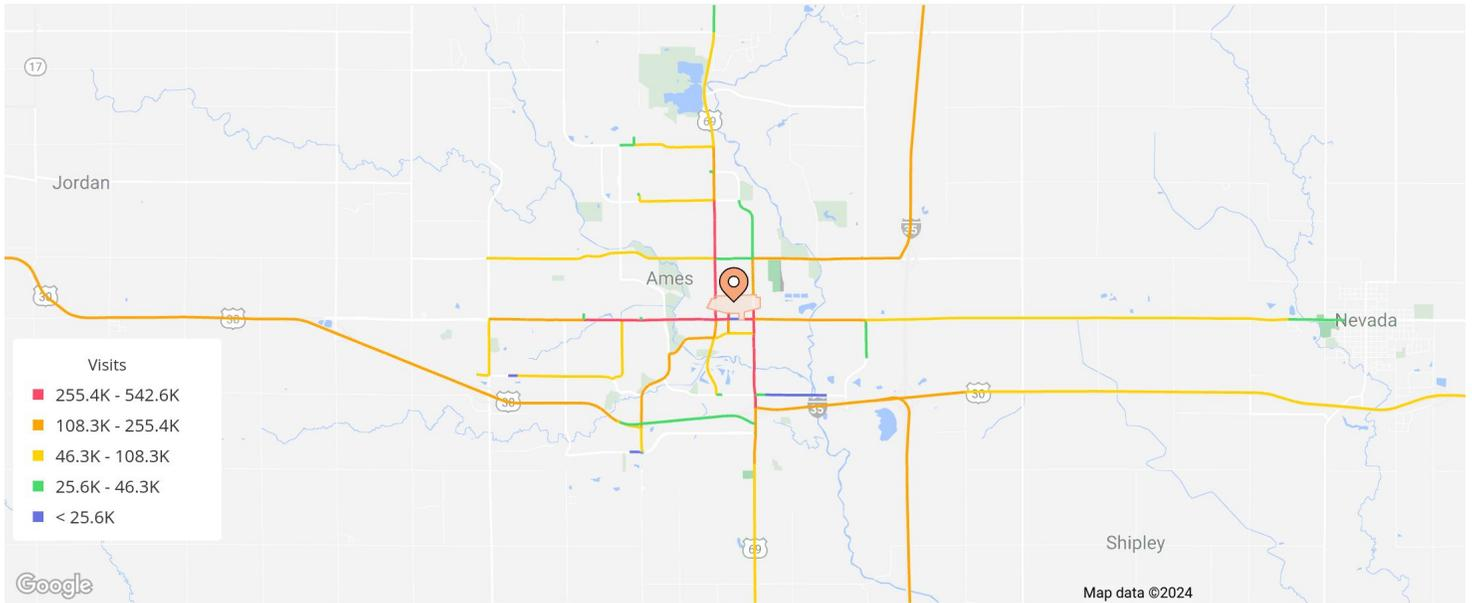 17
69
Jordan
35
Ames
30
30
Nevada
Visits
255.4K - 542.6K
108.3K - 255.4K
46.3K - 108.3K
25.6K - 46.3K
< 25.6K
30
30
35
69
Shipley
Google
Map data ©2024